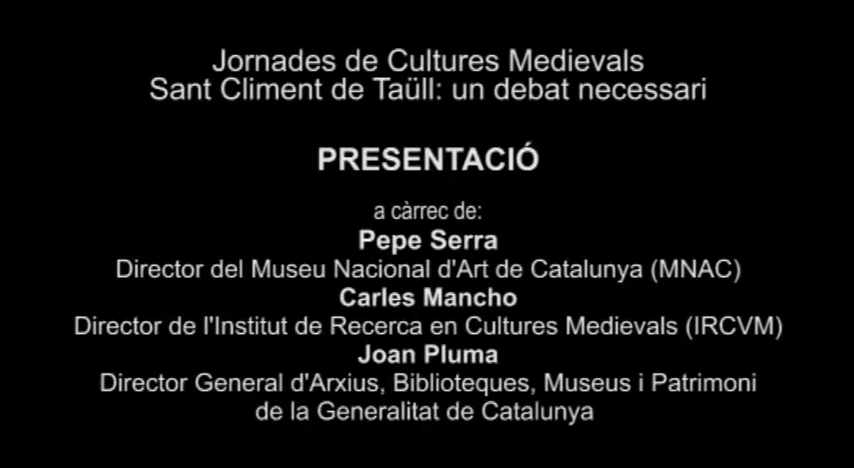 Jornades de Cultures Medievals
Sant Climent de Taüll: un debat necessari
PRESENTACIÓ
a càrrec de:
Pepe Serra
Director del Museu Nacional d'Art de Catalunya (MNAC)
Carles Mancho
Director de l'Institut de Recerca en Cultures Medievals (IRCVM)
Joan Pluma
Director General d'Arxius, Biblioteques, Museus i Patrimoni
de la Generalitat de Catalunya